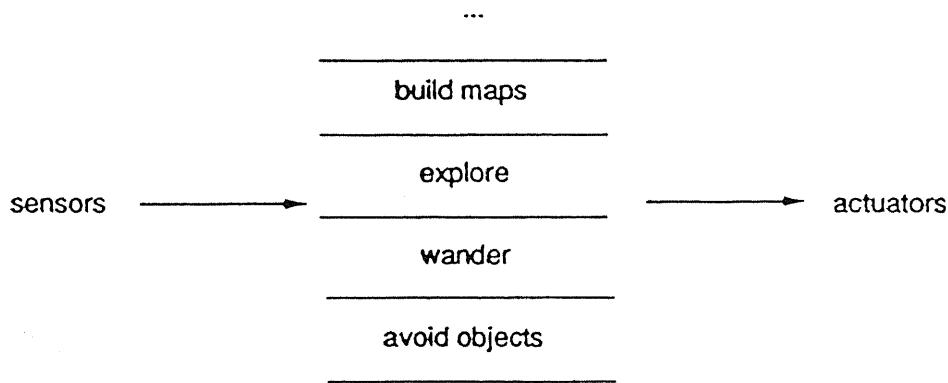 ...
build maps
explore
sensors
actuators
wander
avoid objects